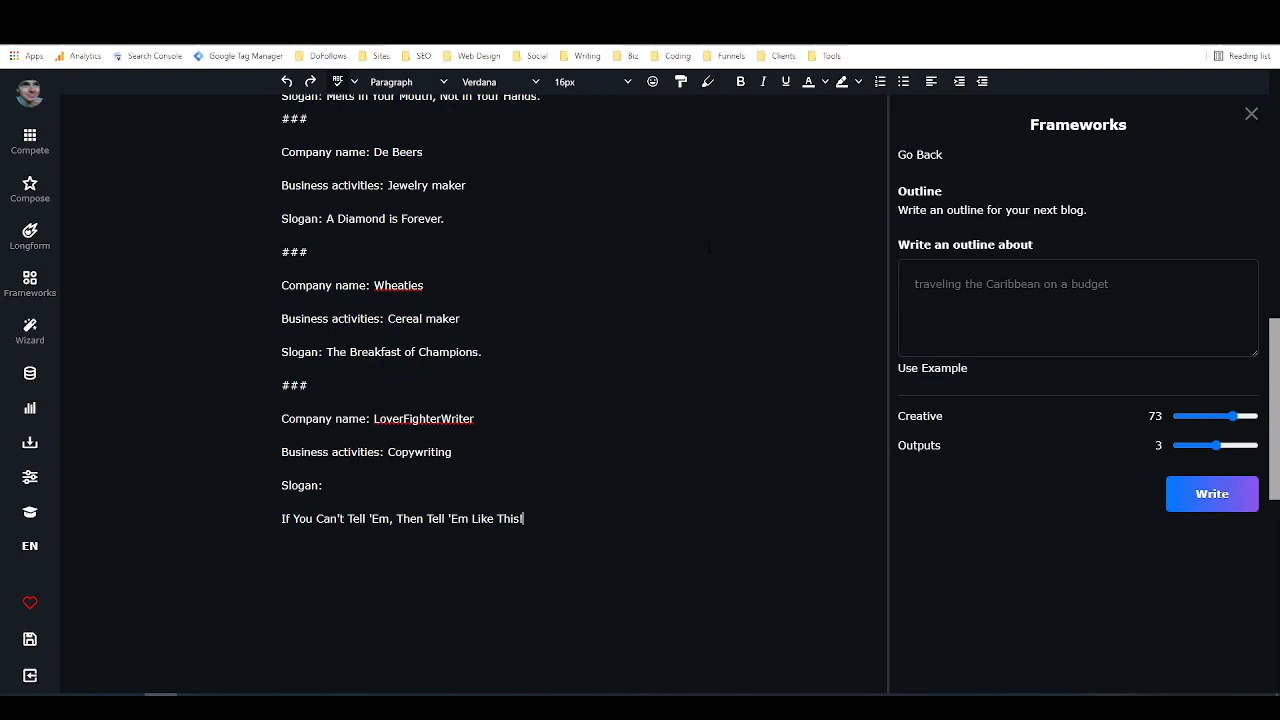 Apps Analytics Search Console Google Tag Manager DoFollows Sites SEO Web Design Social Writing Biz Coding Funnels Clients Tools Reading list
ABC Paragraph Verdana 16px B I U A
Compete
Compose
Longform
Frameworks
Wizard
EN
Slogan: Melts in Your Mouth, Not in Your Hands.
###
Company name: De Beers
Business activities: Jewelry maker
Slogan: A Diamond is Forever.
###
Company name: Wheaties
Business activities: Cereal maker
Slogan: The Breakfast of Champions.
###
Company name: LoverFighterWriter
Business activities: Copywriting
Slogan:
If You Can't Tell 'Em, Then Tell 'Em Like This!
Frameworks
Go Back
Outline
Write an outline for your next blog.
Write an outline about
traveling the Caribbean on a budget
Use Example
Creative 73
Outputs 3
Write